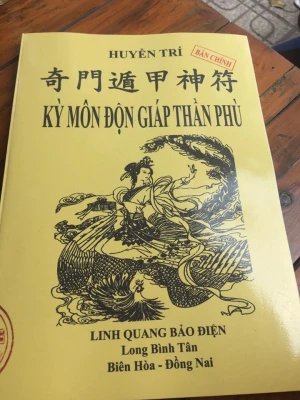 HUYỀN TRÍ
BẢN CHÍNH
奇門遁甲神符
KỲ MÔN ĐỘN GIÁP THẦN PHÙ
LINH QUANG BẢO ĐIỆN
Long Bình Tân
Biên Hòa - Đồng Nai